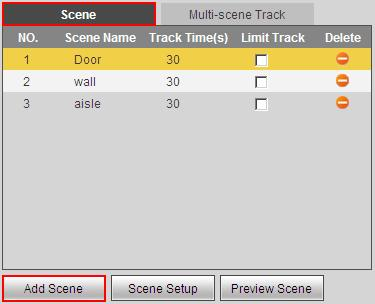 Scene Multi-scene Track
NO. Scene Name Track Time(s) Limit Track Delete
1 Door 30
2 wall 30
3 aisle 30
Add Scene Scene Setup Preview Scene